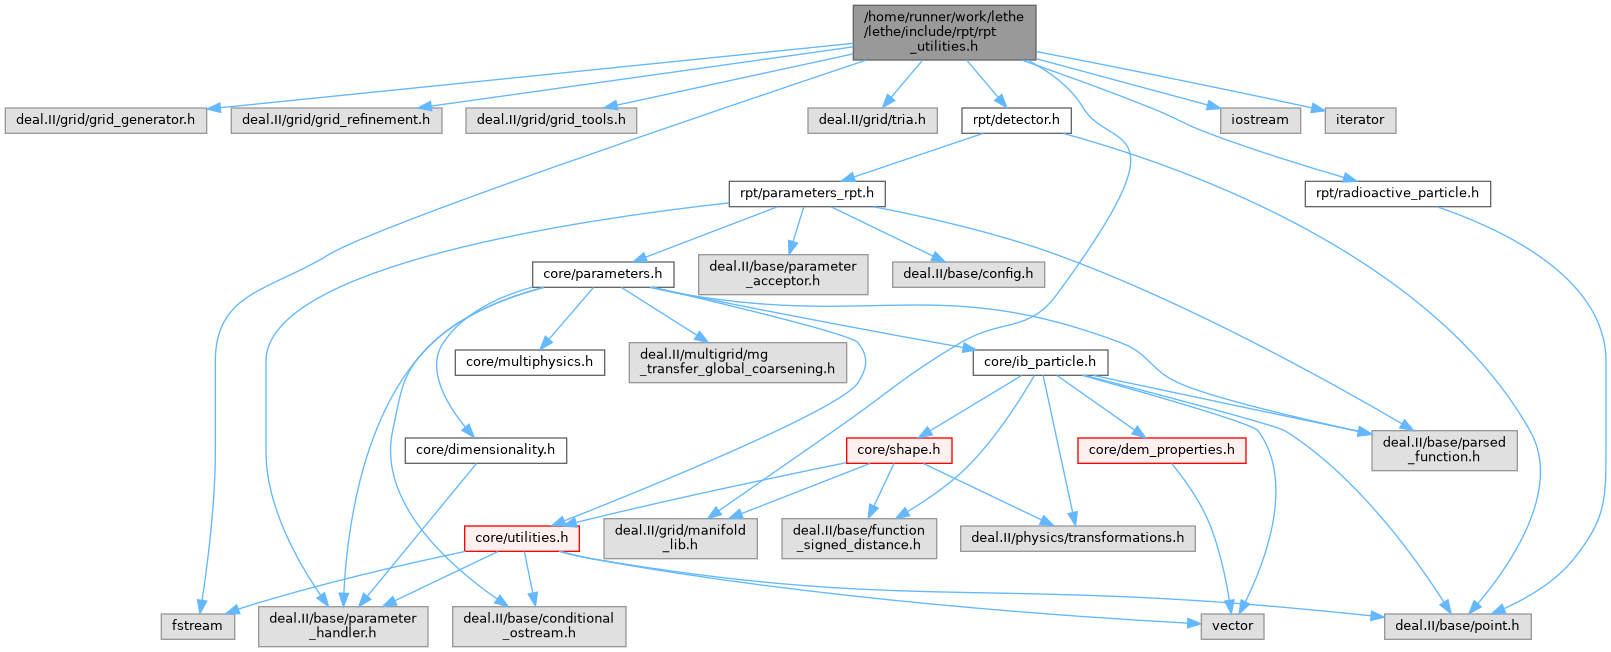 /home/runner/work/lethe
/lethe/include/rpt/rpt
_utilities.h
deal.II/grid/grid_generator.h
deal.II/grid/grid_refinement.h
deal.II/grid/grid_tools.h
deal.II/grid/tria.h
rpt/detector.h
iostream
iterator
rpt/parameters_rpt.h
rpt/radioactive_particle.h
core/parameters.h
deal.II/base/parameter
_acceptor.h
deal.II/base/config.h
core/multiphysics.h
deal.II/multigrid/mg
_transfer_global_coarsening.h
core/ib_particle.h
core/dimensionality.h
core/shape.h
core/dem_properties.h
deal.II/base/parsed
_function.h
core/utilities.h
deal.II/grid/manifold
_lib.h
deal.II/base/function
_signed_distance.h
deal.II/physics/transformations.h
fstream
deal.II/base/parameter
_handler.h
deal.II/base/conditional
_ostream.h
vector
deal.II/base/point.h